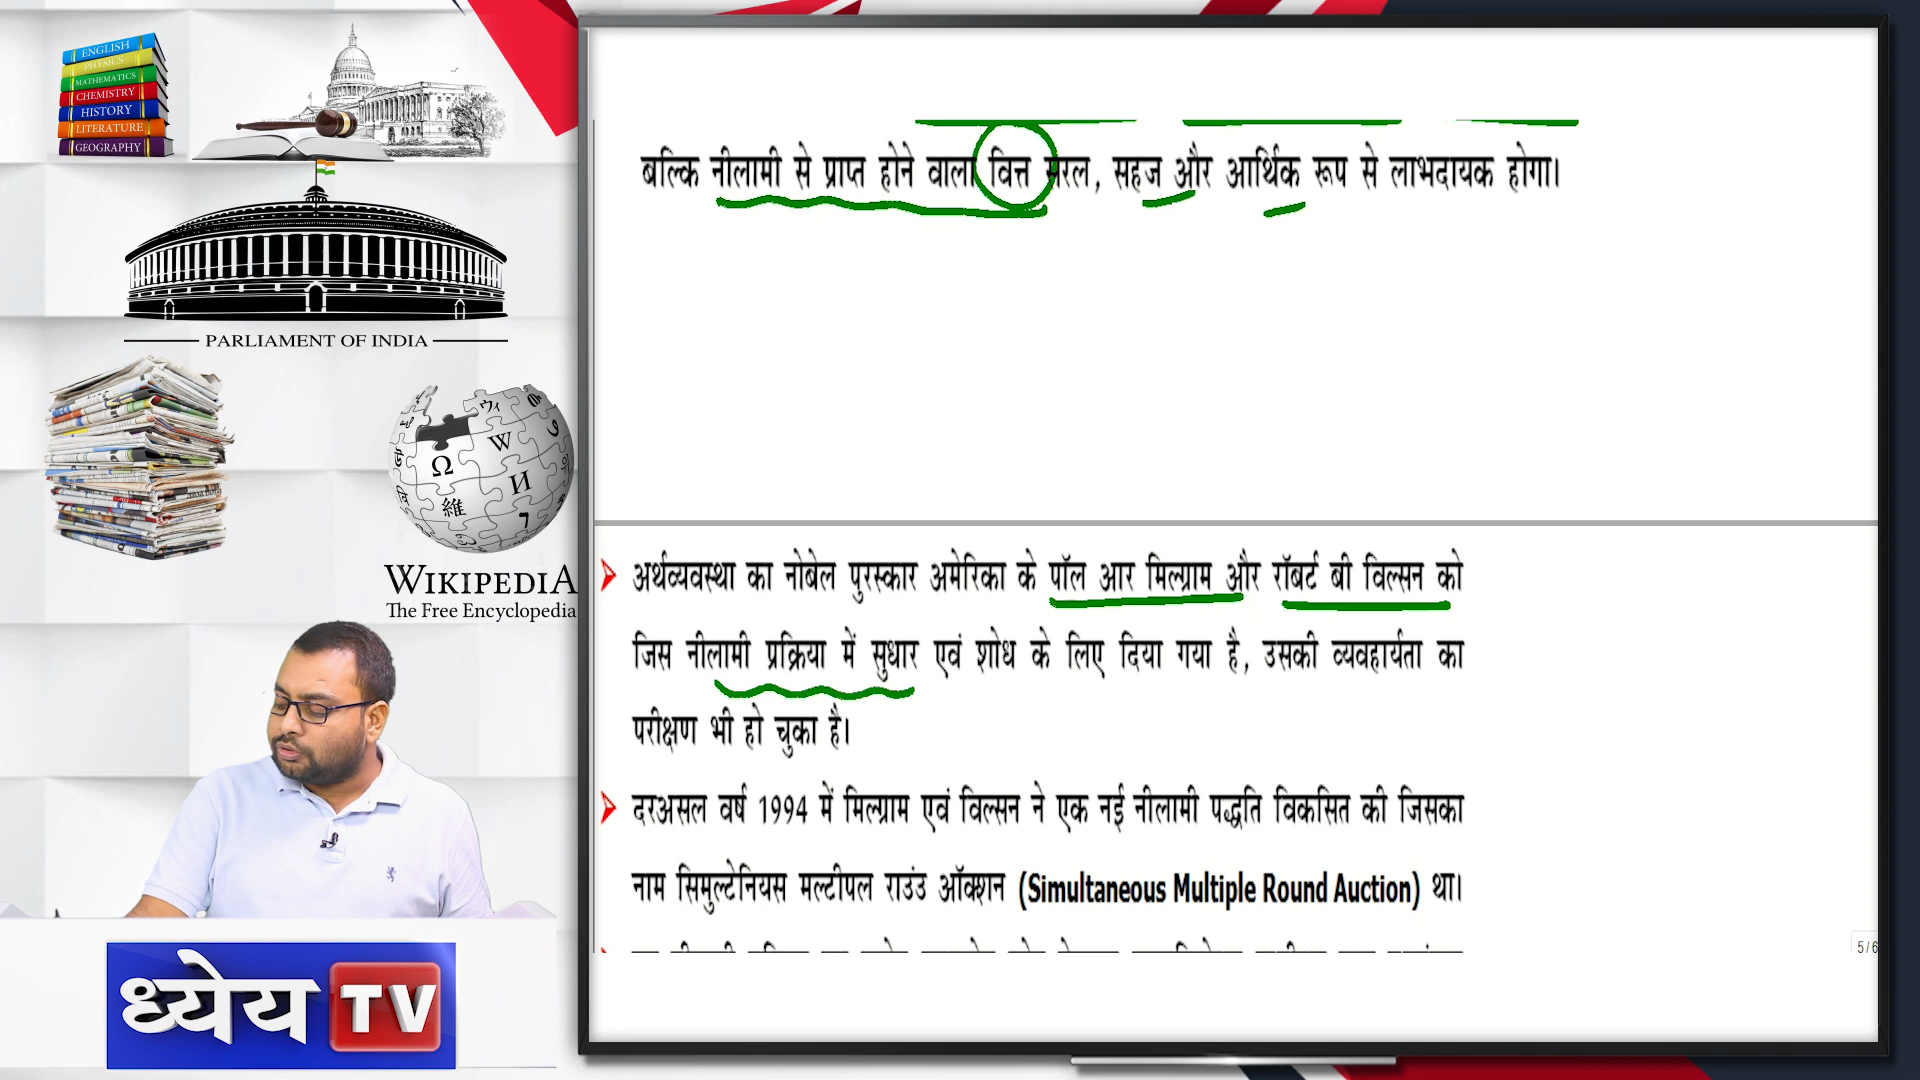 ENGLISH
PHYSICS
MATHEMATICS
CHEMISTRY
HISTORY
LITERATURE
GEOGRAPHY
PARLIAMENT OF INDIA
WIKIPEDIA
The Free Encyclopedia
ध्येय TV
बल्कि नीलामी से प्राप्त होने वाला वित्त सरल, सहज और आर्थिक रूप से लाभदायक होगा।
अर्थव्यवस्था का नोबेल पुरस्कार अमेरिका के पॉल आर मिल्ग्राम और रॉबर्ट बी विल्सन को
जिस नीलामी प्रक्रिया में सुधार एवं शोध के लिए दिया गया है, उसकी व्यवहार्यता का
परीक्षण भी हो चुका है।
दरअसल वर्ष 1994 में मिल्ग्राम एवं विल्सन ने एक नई नीलामी पद्धति विकसित की जिसका
नाम सिमुल्टेनियस मल्टीपल राउंउ ऑक्शन (Simultaneous Multiple Round Auction) था।
5/6